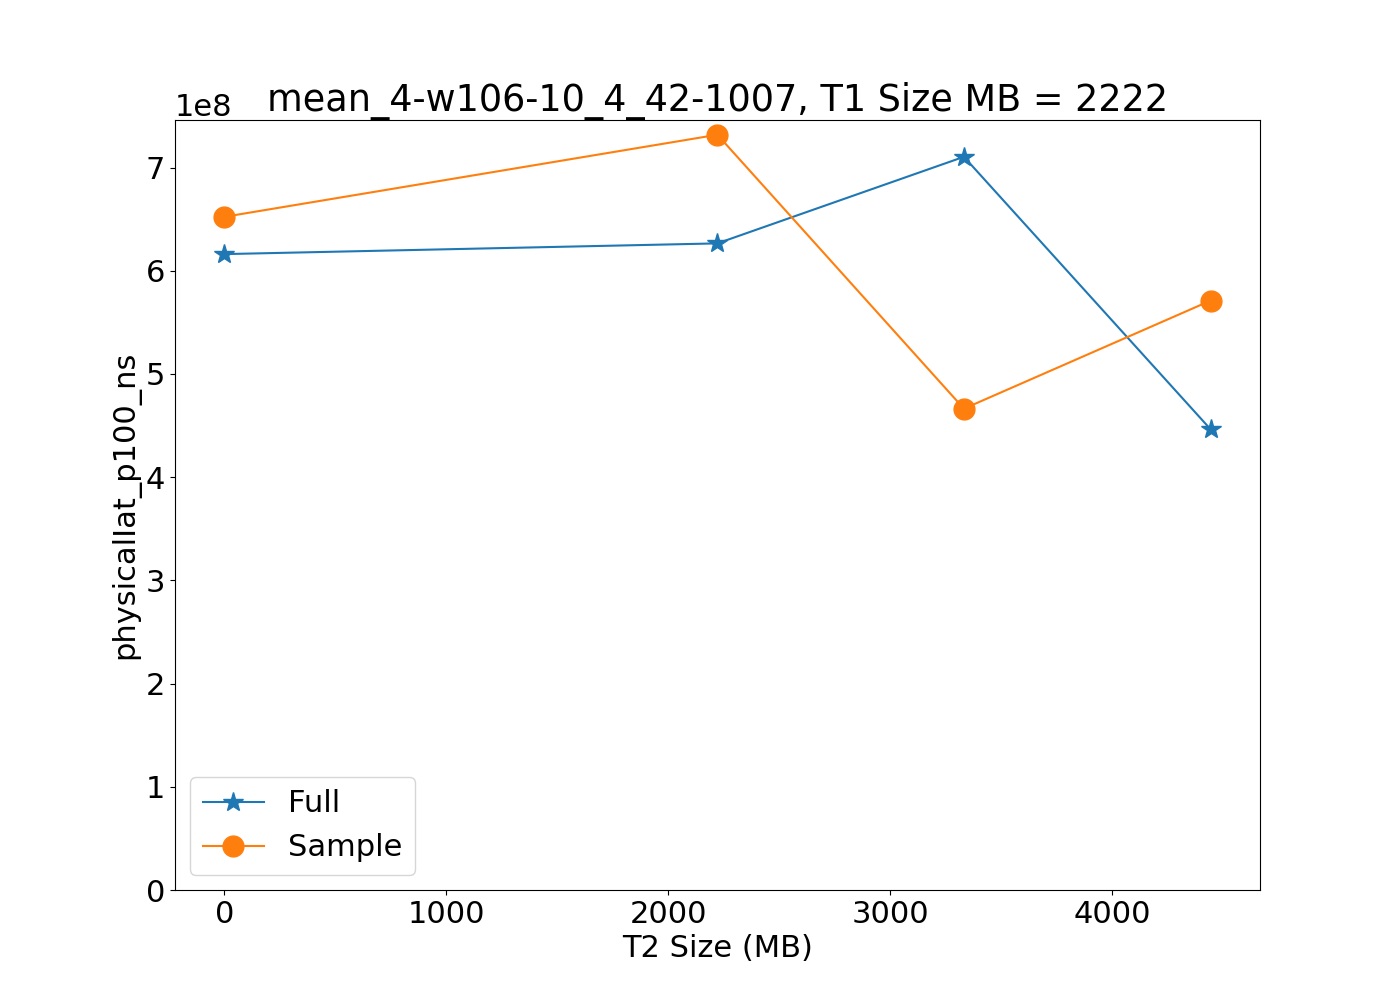 mean_4-w106-10_4_42-1007, T1 Size MB = 2222
1e8
7
6
5
4
3
2
1
0
physicallat_p100_ns
Full
Sample
0 1000 2000 3000 4000
T2 Size (MB)